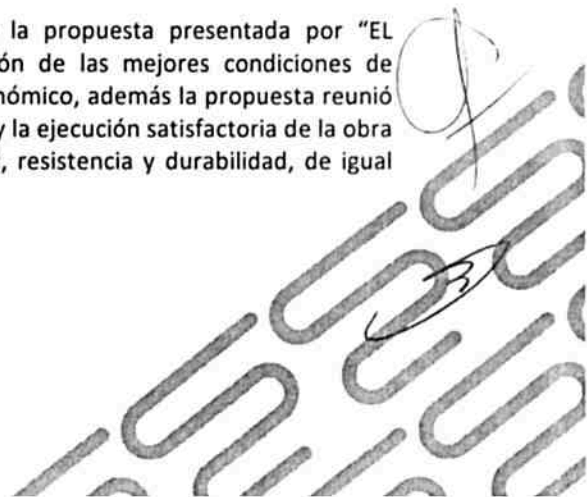 la propuesta presentada por "EL
ón de las mejores condiciones de
nómico, además la propuesta reunió
y la ejecución satisfactoria de la obra
, resistencia y durabilidad, de igual